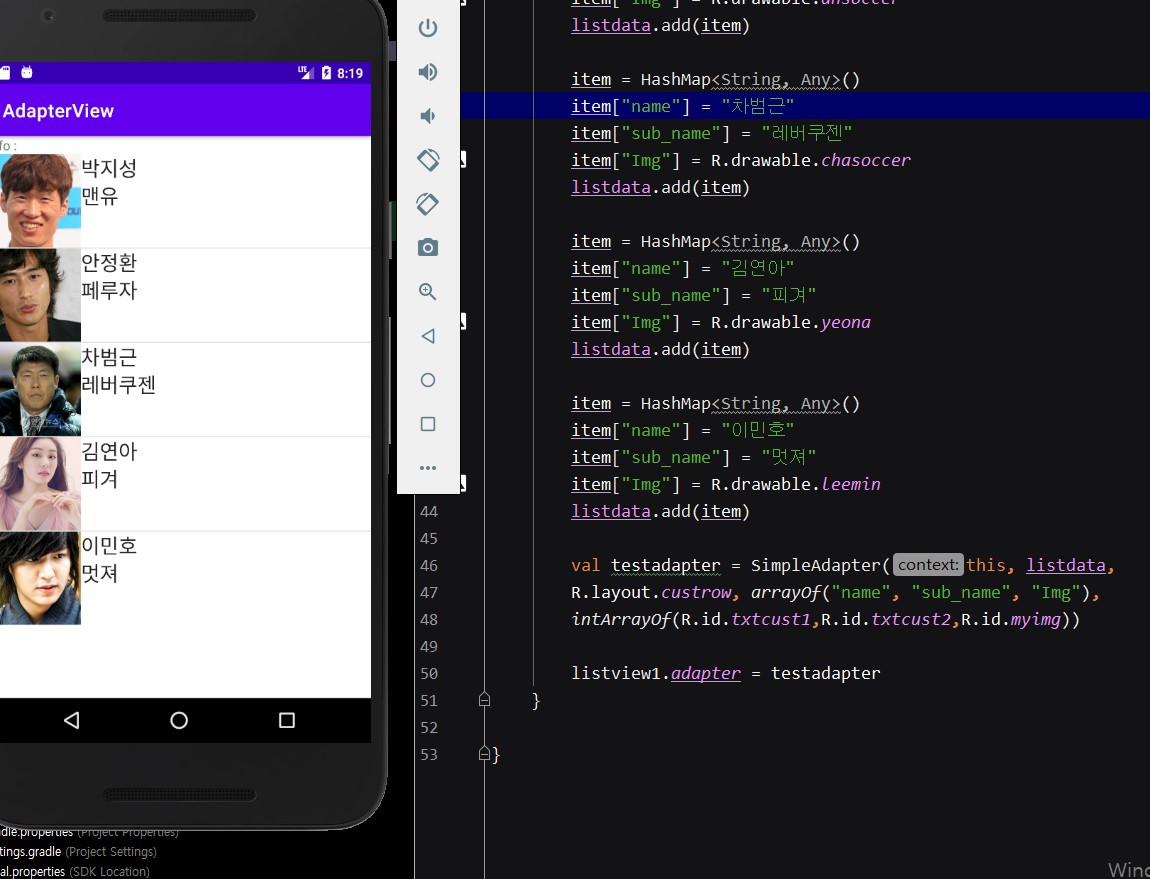 LTE 8:19
AdapterView
fo :
박지성
맨유
안정환
페루자
차범근
레버쿠젠
김연아
피겨
이민호
멋져
item["Img"] = R.drawable.ansoccer
listdata.add(item)
item = HashMap<String, Any>()
item["name"] = "차범근"
item["sub_name"] = "레버쿠젠"
item["Img"] = R.drawable.chasoccer
listdata.add(item)
item = HashMap<String, Any>()
item["name"] = "김연아"
item["sub_name"] = "피겨"
item["Img"] = R.drawable.yeona
listdata.add(item)
item = HashMap<String, Any>()
item["name"] = "이민호"
item["sub_name"] = "멋져"
item["Img"] = R.drawable.leemin
44 listdata.add(item)
45
46 val testadapter = SimpleAdapter( context: this, listdata,
47 R.layout.custrow, arrayOf("name", "sub_name", "Img"),
48 intArrayOf(R.id.txtcust1,R.id.txtcust2,R.id.myimg))
49
50 listview1.adapter = testadapter
51 }
52
53 }
dle.properties (Project Properties)
tings.gradle (Project Settings)
al.properties (SDK Location)
Wind